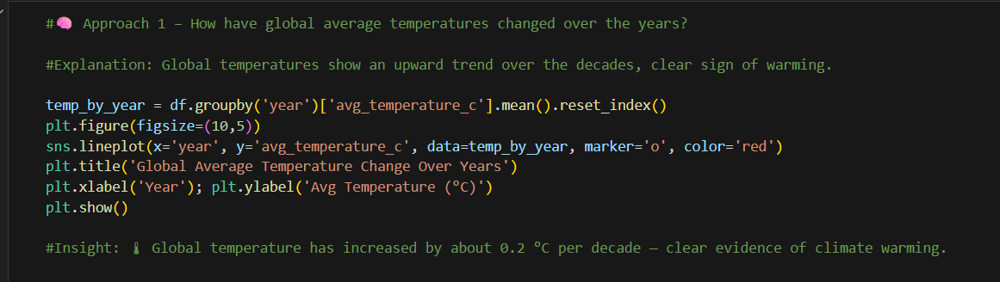 #🧠 Approach 1 – How have global average temperatures changed over the years?
#Explanation: Global temperatures show an upward trend over the decades, clear sign of warming.
temp_by_year = df.groupby('year')['avg_temperature_c'].mean().reset_index()
plt.figure(figsize=(10,5))
sns.lineplot(x='year', y='avg_temperature_c', data=temp_by_year, marker='o', color='red')
plt.title('Global Average Temperature Change Over Years')
plt.xlabel('Year'); plt.ylabel('Avg Temperature (°C)')
plt.show()
#Insight: 🌡 Global temperature has increased by about 0.2 °C per decade — clear evidence of climate warming.